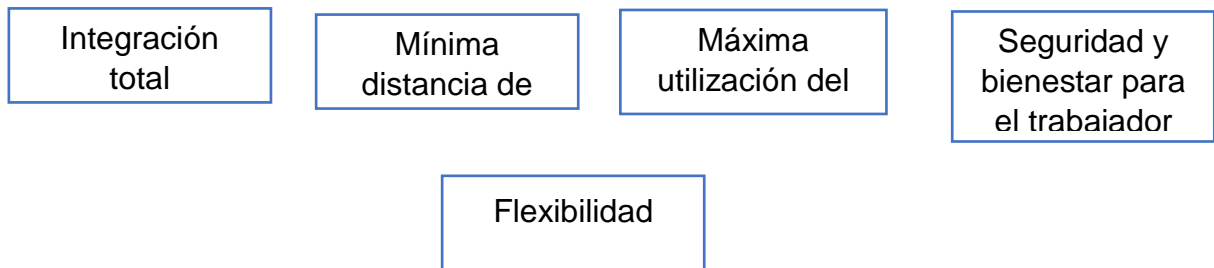 Integración
total
Mínima
distancia de
Máxima
utilización del
Seguridad y
bienestar para
el trabajador
Flexibilidad